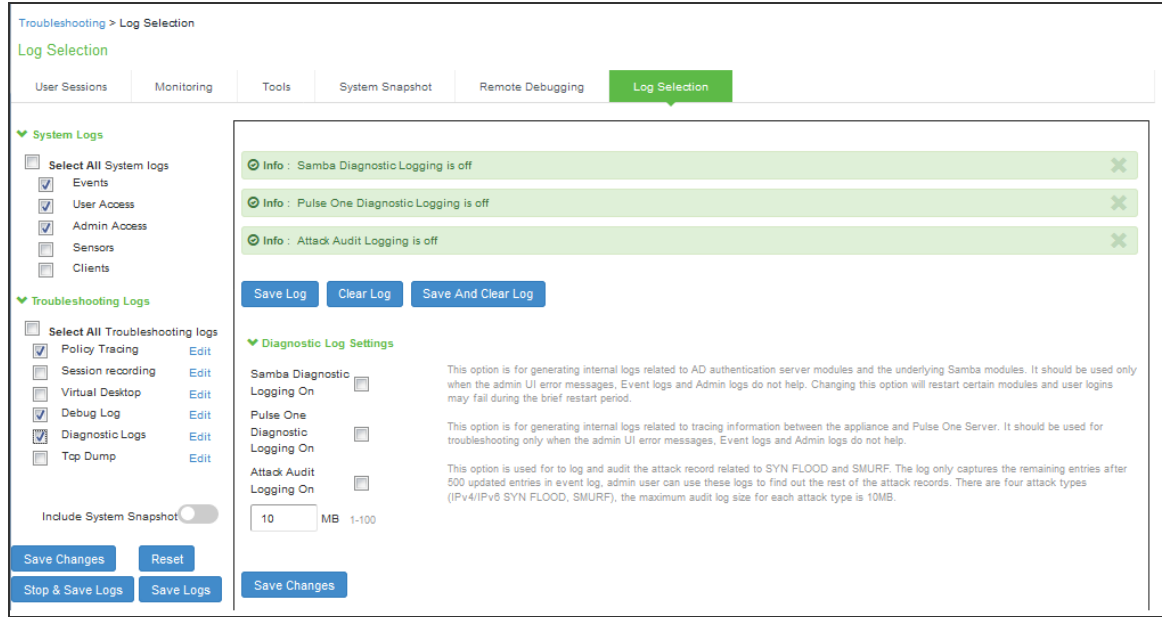 Troubleshooting > Log Selection
Log Selection
User Sessions
Monitoring
Tools
System Snapshot
Remote Debugging
Log Selection
System Logs
Select All System logs
Events
User Access
Admin Access
Sensors
Clients
Troubleshooting Logs
Select All Troubleshooting logs
Policy Tracing Edit
Session recording Edit
Virtual Desktop Edit
Debug Log Edit
Diagnostic Logs Edit
Tcp Dump Edit
Include System Snapshot
Save Changes Reset
Stop & Save Logs Save Logs
Info : Samba Diagnostic Logging is off
Info : Pulse One Diagnostic Logging is off
Info : Attack Audit Logging is off
Save Log Clear Log Save And Clear Log
Diagnostic Log Settings
Samba Diagnostic
Logging On
This option is for generating internal logs related to AD authentication server modules and the underlying Samba modules. It should be used only
when the admin UI error messages, Event logs and Admin logs do not help. Changing this option will restart certain modules and user logins
may fail during the brief restart period.
Pulse One
Diagnostic
Logging On
This option is for generating internal logs related to tracing information between the appliance and Pulse One Server. It should be used for
troubleshooting only when the admin UI error messages, Event logs and Admin logs do not help.
Attack Audit
Logging On
This option is used for to log and audit the attack record related to SYN FLOOD and SMURF. The log only captures the remaining entries after
500 updated entries in event log, admin user can use these logs to find out the rest of the attack records. There are four attack types
(IPv4/IPv6 SYN FLOOD, SMURF), the maximum audit log size for each attack type is 10MB.
10 MB 1-100
Save Changes